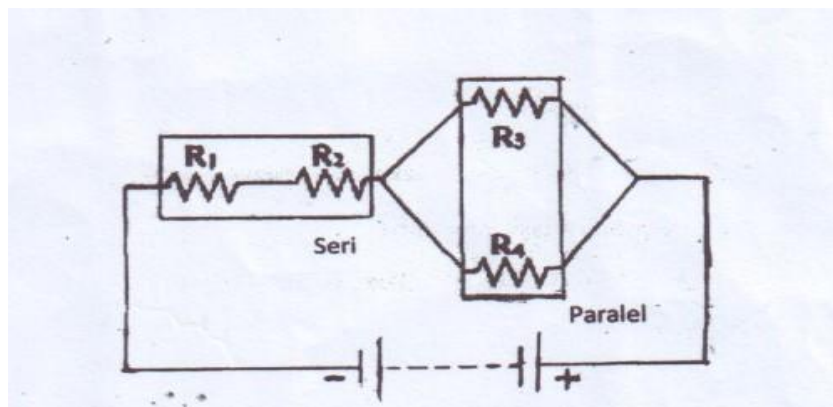 R₁ R₂
Seri
R₃
R₄
Paralel
- +